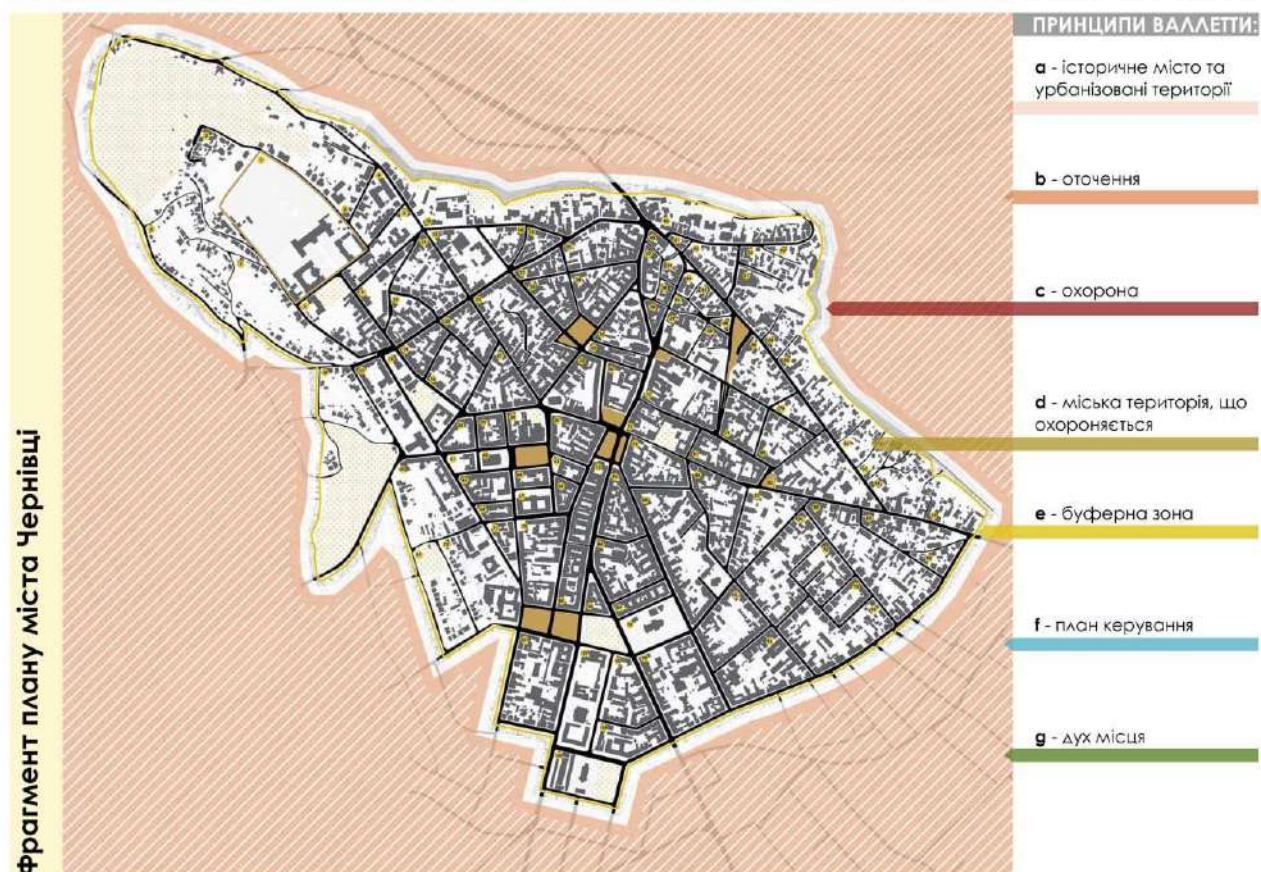 Фрагмент плану міста Чернівці
ПРИНЦИПИ ВАЛЛЕТТИ:
a - історичне місто та
урбанізовані території
b - оточення
c - охорона
d - міська територія, що
охороняється
e - буферна зона
f - план керування
g - дух місця